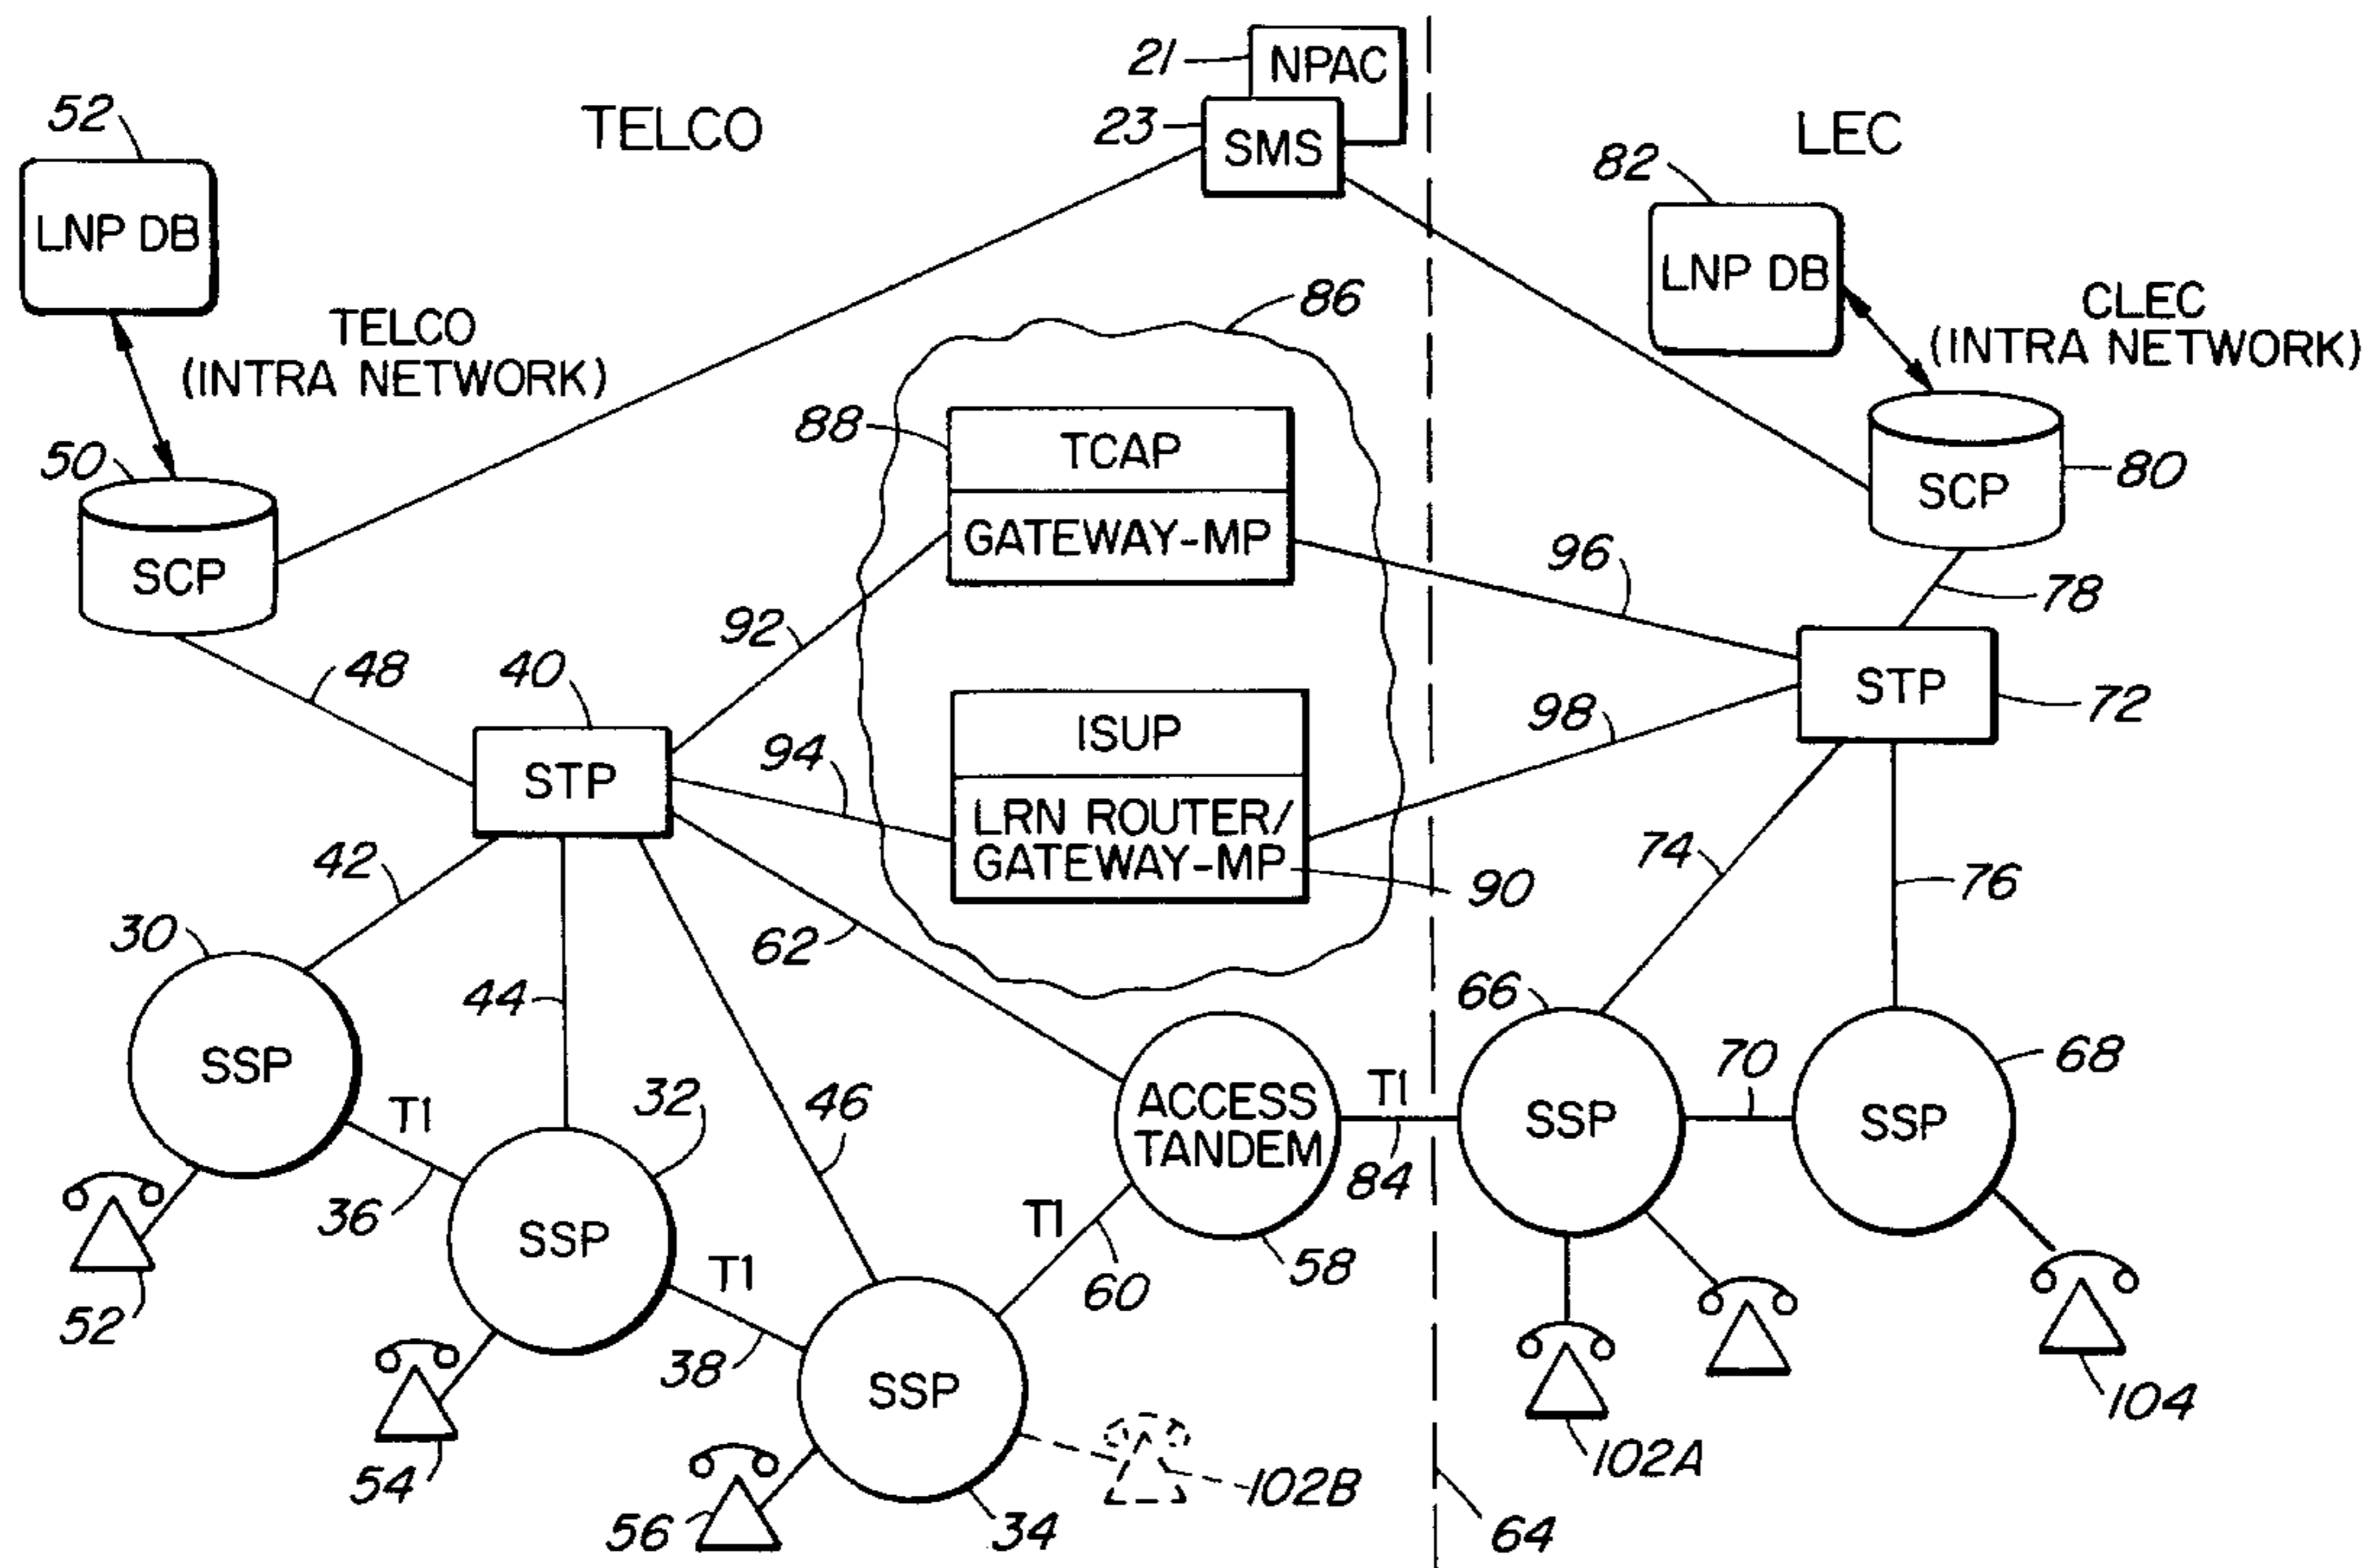 21
NPAC
52
TELCO
23
SMS
LEC
82
LNP DB
LNP DB
86
TELCO
(INTRA NETWORK)
CLEC
(INTRA NETWORK)
88
TCAP
50
80
SCP
GATEWAY-MP
96
SCP
78
92
48
40
STP
72
ISUP
98
94
STP
LRN ROUTER/
GATEWAY-MP
42
74
76
90
30
62
44
66
SSP
32
46
ACCESS
TANDEM
T1
SSP
70
68
SSP
T1
36
84
SSP
T1
T1
60
58
52
38
SSP
104
54
102A
102B
56
34
64